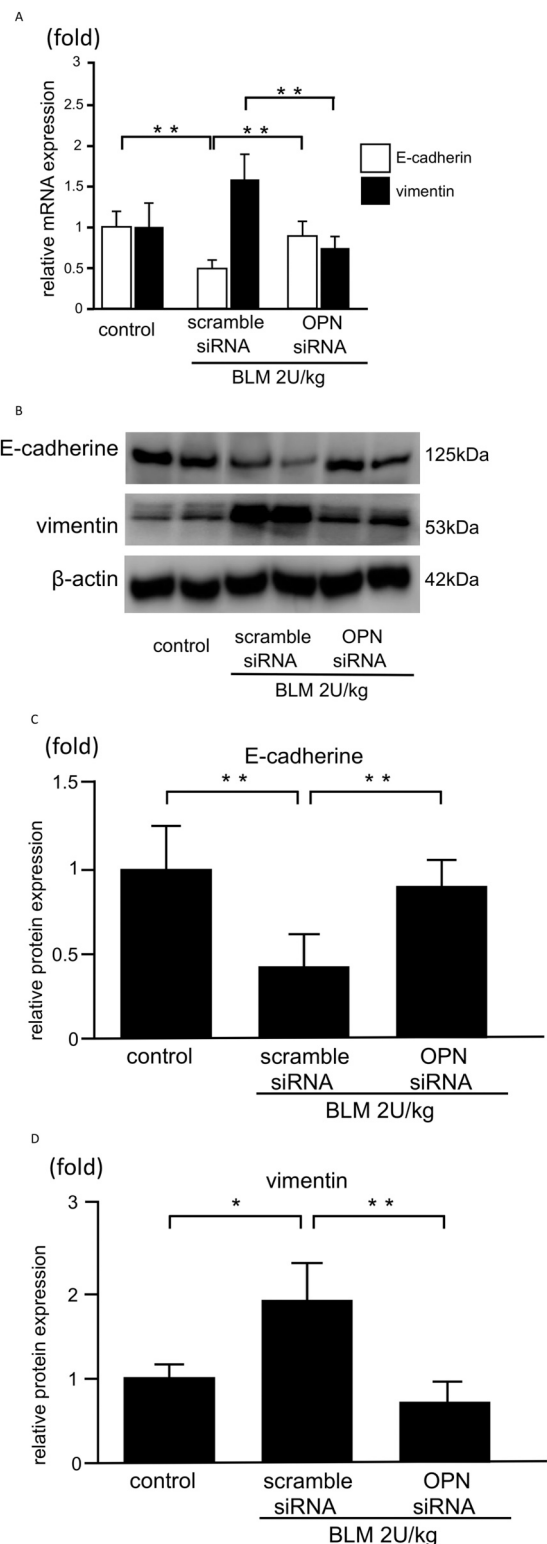 A
(fold)
3
2.5
2
1.5
1
0.5
0
relative mRNA expression
* *
* *
* *
E-cadherin
vimentin
control
scramble
siRNA
OPN
siRNA
BLM 2U/kg
B
E-cadherine
125kDa
vimentin
53kDa
β-actin
42kDa
control
scramble
siRNA
OPN
siRNA
BLM 2U/kg
C
(fold)
E-cadherine
1.5
1
0.5
0
relative protein expression
* *
* *
control
scramble
siRNA
OPN
siRNA
BLM 2U/kg
D
(fold)
vimentin
3
2
1
0
relative protein expression
*
* *
control
scramble
siRNA
OPN
siRNA
BLM 2U/kg